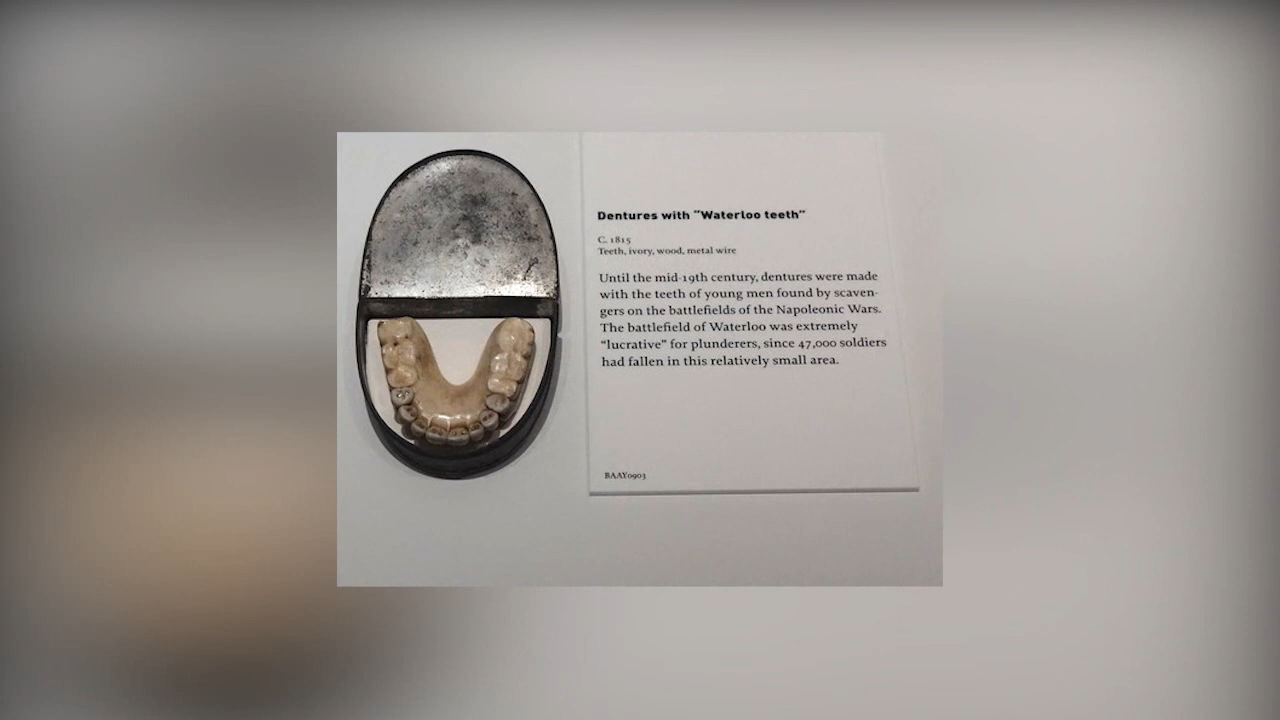 Dentures with "Waterloo teeth"
C. 1815
Teeth, ivory, wood, metal wire
Until the mid-19th century, dentures were made
with the teeth of young men found by scaven-
gers on the battlefields of the Napoleonic Wars.
The battlefield of Waterloo was extremely
"lucrative" for plunderers, since 47,000 soldiers
had fallen in this relatively small area.
BAAY0903